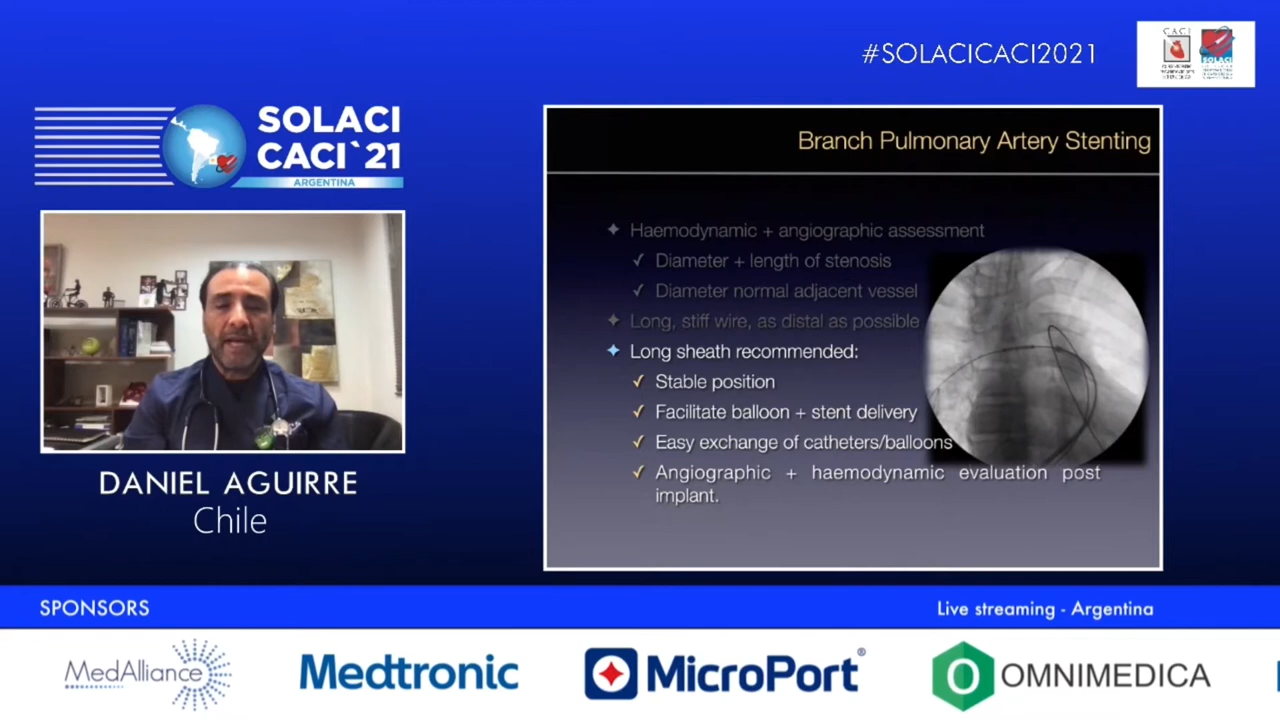 #SOLACICACI2021
CACI
SOLACI
SOLACI
CACI`21
ARGENTINA
DANIEL AGUIRRE
Chile
Branch Pulmonary Artery Stenting
Haemodynamic + angiographic assessment
Diameter + length of stenosis
Diameter normal adjacent vessel
Long, stiff wire, as distal as possible
Long sheath recommended:
Stable position
Facilitate balloon + stent delivery
Easy exchange of catheters/balloons
Angiographic + haemodynamic evaluation post
implant.
SPONSORS
Live streaming - Argentina
MedAlliance
Medtronic
MicroPort®
OMNIMEDICA